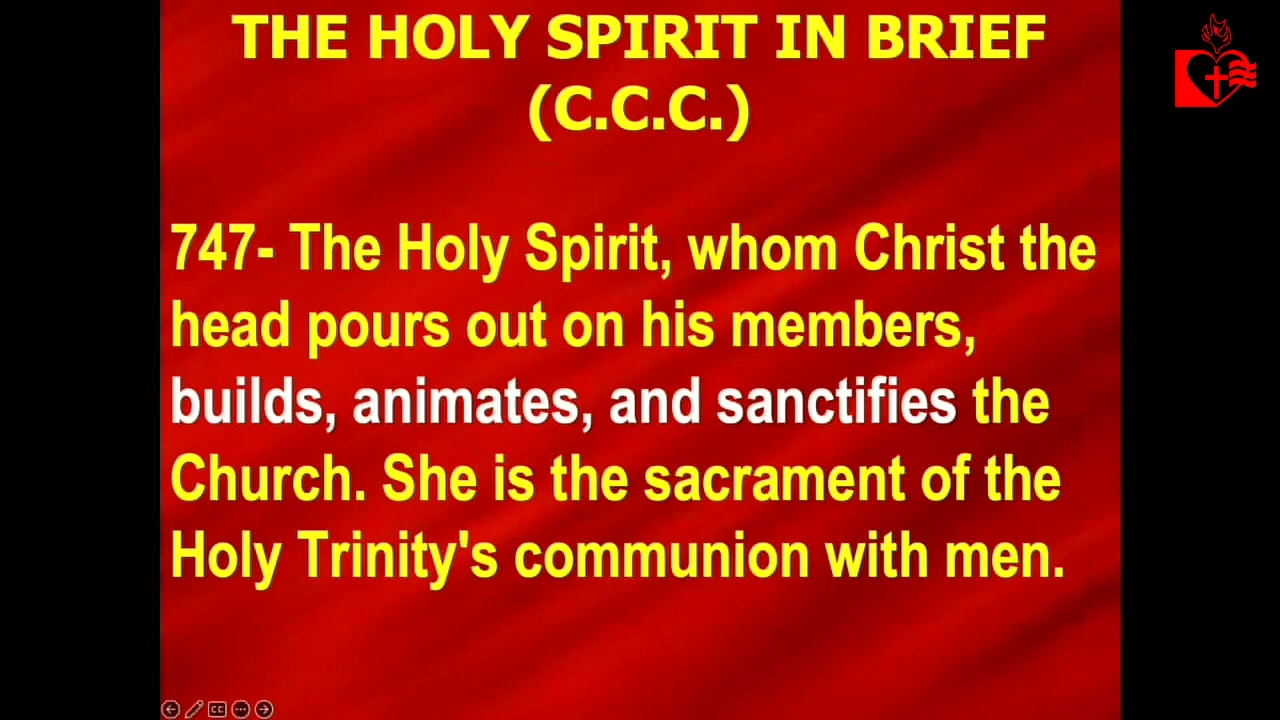 THE HOLY SPIRIT IN BRIEF
(C.C.C.)
747- The Holy Spirit, whom Christ the
head pours out on his members,
builds, animates, and sanctifies the
Church. She is the sacrament of the
Holy Trinity's communion with men.
CC